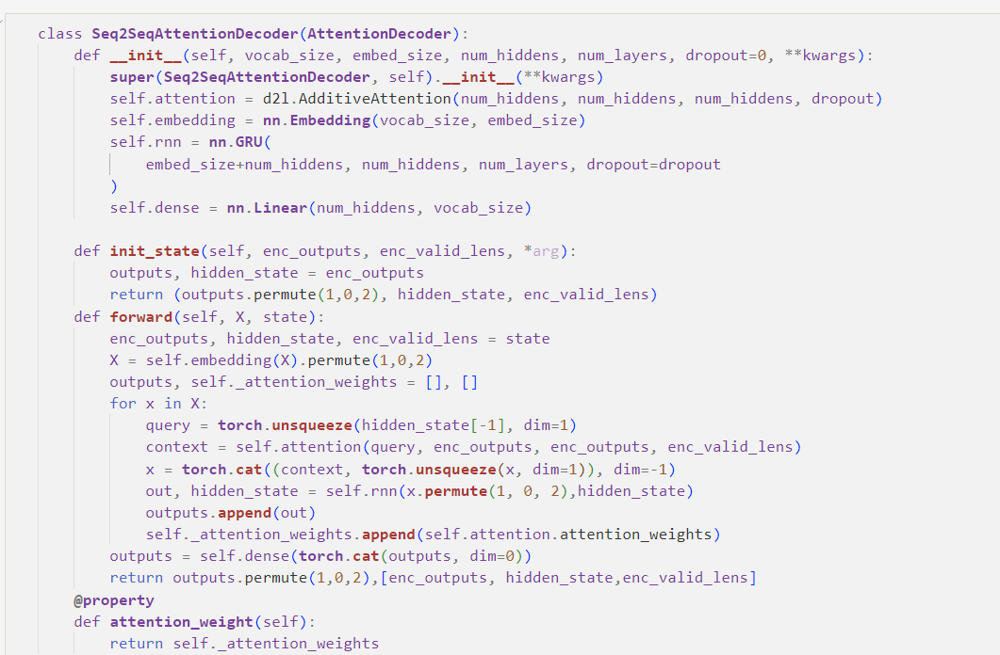 class Seq2SeqAttentionDecoder(AttentionDecoder):
    def __init__(self, vocab_size, embed_size, num_hiddens, num_layers, dropout=0, **kwargs):
        super(Seq2SeqAttentionDecoder, self).__init__(**kwargs)
        self.attention = d2l.AdditiveAttention(num_hiddens, num_hiddens, num_hiddens, dropout)
        self.embedding = nn.Embedding(vocab_size, embed_size)
        self.rnn = nn.GRU(
            embed_size+num_hiddens, num_hiddens, num_layers, dropout=dropout
        )
        self.dense = nn.Linear(num_hiddens, vocab_size)

    def init_state(self, enc_outputs, enc_valid_lens, *arg):
        outputs, hidden_state = enc_outputs
        return (outputs.permute(1,0,2), hidden_state, enc_valid_lens)
    def forward(self, X, state):
        enc_outputs, hidden_state, enc_valid_lens = state
        X = self.embedding(X).permute(1,0,2)
        outputs, self._attention_weights = [], []
        for x in X:
            query = torch.unsqueeze(hidden_state[-1], dim=1)
            context = self.attention(query, enc_outputs, enc_outputs, enc_valid_lens)
            x = torch.cat((context, torch.unsqueeze(x, dim=1)), dim=-1)
            out, hidden_state = self.rnn(x.permute(1, 0, 2),hidden_state)
            outputs.append(out)
            self._attention_weights.append(self.attention.attention_weights)
        outputs = self.dense(torch.cat(outputs, dim=0))
        return outputs.permute(1,0,2),[enc_outputs, hidden_state,enc_valid_lens]
    @property
    def attention_weight(self):
        return self._attention_weights